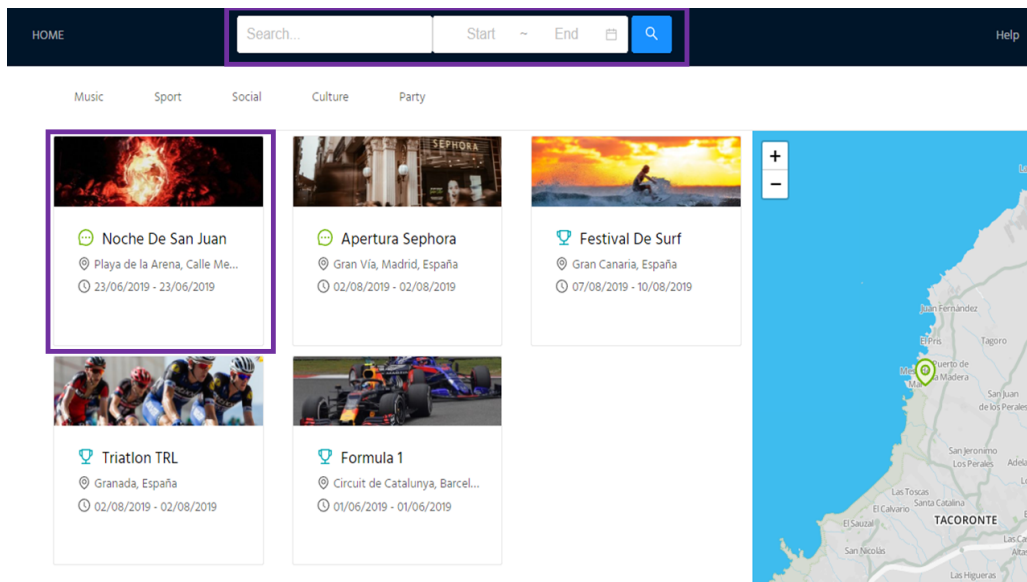 HOME
Search...
Start ~ End
Help
Music Sport Social Culture Party
SEPHORA
Noche De San Juan
Playa de la Arena, Calle Me...
23/06/2019 - 23/06/2019
Apertura Sephora
Gran Vía, Madrid, España
02/08/2019 - 02/08/2019
Festival De Surf
Gran Canaria, España
07/08/2019 - 10/08/2019
Triatlon TRL
Granada, España
02/08/2019 - 02/08/2019
Formula 1
Circuit de Catalunya, Barcel...
01/06/2019 - 01/06/2019
+
−
Juan Fernández
El Pris
Tagoro
Puerto de
Madera
San Juan
de los Perales
San Jeronimo
Los Perales
Las Toscas
Santa Catalina
El Calvario
TACORONTE
El Sauzal
San Nicolás
Las Higueras